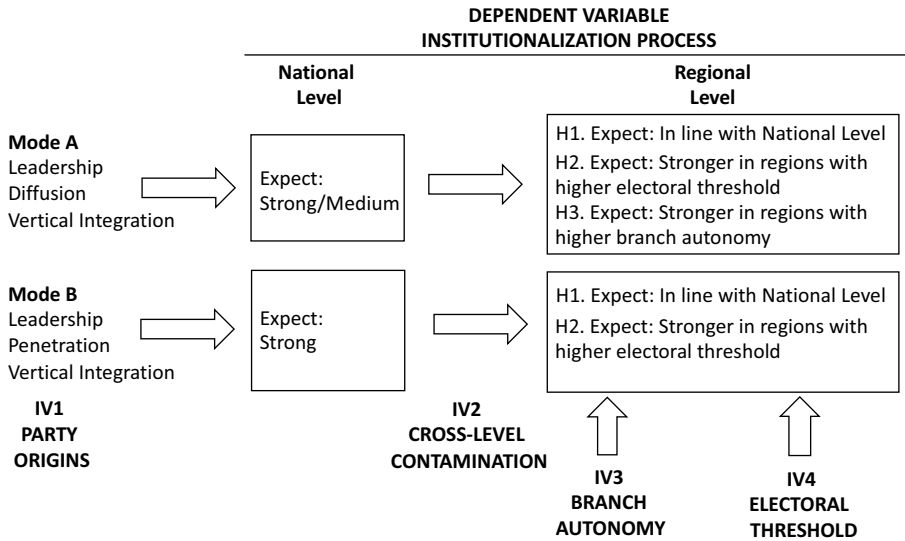 DEPENDENT VARIABLE
INSTITUTIONALIZATION PROCESS
National
Level
Regional
Level
Mode A
Leadership
Diffusion
Vertical Integration
Expect:
Strong/Medium
H1. Expect: In line with National Level
H2. Expect: Stronger in regions with
higher electoral threshold
H3. Expect: Stronger in regions with
higher branch autonomy
Mode B
Leadership
Penetration
Vertical Integration
Expect:
Strong
H1. Expect: In line with National Level
H2. Expect: Stronger in regions with
higher electoral threshold
IV1
PARTY
ORIGINS
IV2
CROSS-LEVEL
CONTAMINATION
IV3
BRANCH
AUTONOMY
IV4
ELECTORAL
THRESHOLD